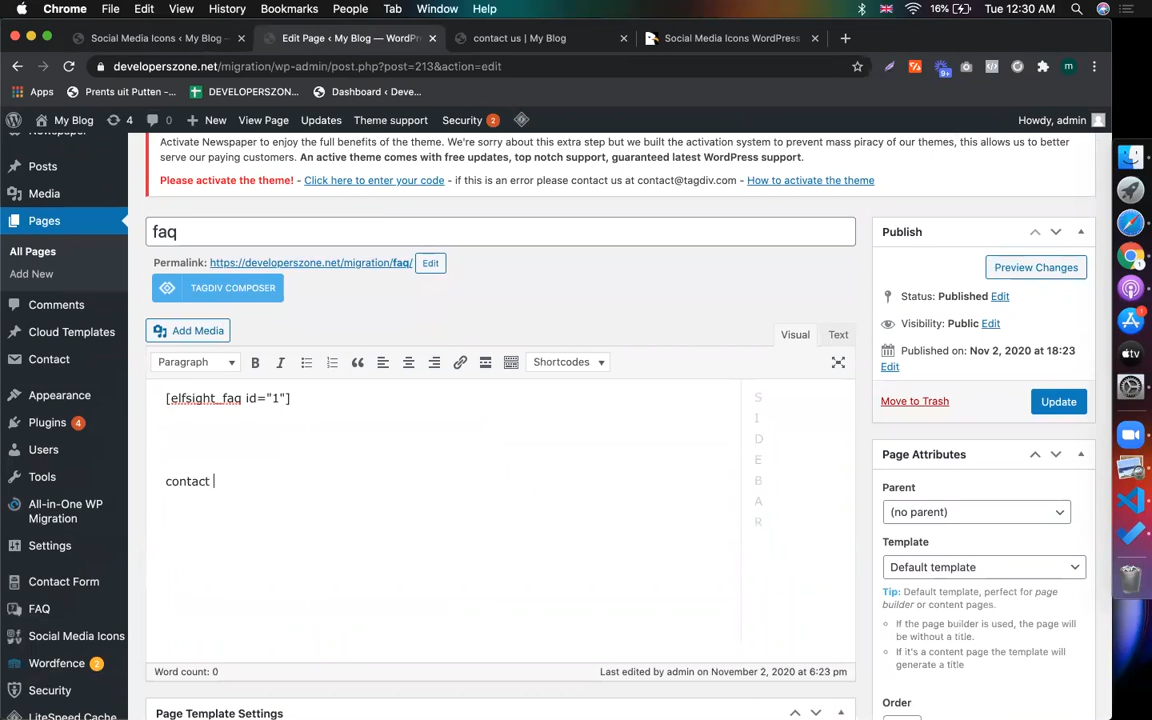 Chrome File Edit View History Bookmarks People Tab Window Help 16% Tue 12:30 AM
Social Media Icons ‹ My Blog – Edit Page ‹ My Blog — WordPr contact us | My Blog Social Media Icons WordPress
developerszone.net/migration/wp-admin/post.php?post=213&action=edit m
Apps Prents uit Putten –... DEVELOPERSZON... Dashboard ‹ Deve...
My Blog 4 0 New View Page Updates Theme support Security 2 Howdy, admin
Newspaper
Posts
Media
Pages
All Pages
Add New
Comments
Cloud Templates
Contact
Appearance
Plugins 4
Users
Tools
All-in-One WP
Migration
Settings
Contact Form
FAQ
Social Media Icons
Wordfence 2
Security
LiteSpeed Cache
Activate Newspaper to enjoy the full benefits of the theme. We're sorry about this extra step but we built the activation system to prevent mass piracy of our themes, this allows us to better
serve our paying customers. An active theme comes with free updates, top notch support, guaranteed latest WordPress support.
Please activate the theme! - Click here to enter your code - if this is an error please contact us at contact@tagdiv.com - How to activate the theme
faq
Permalink: https://developerszone.net/migration/faq/ Edit
TAGDIV COMPOSER
Add Media
Visual Text
Paragraph B I Shortcodes
[elfsight_faq id="1"]
contact
S
I
D
E
B
A
R
Word count: 0 Last edited by admin on November 2, 2020 at 6:23 pm
Page Template Settings
Publish
Preview Changes
Status: Published Edit
Visibility: Public Edit
Published on: Nov 2, 2020 at 18:23
Edit
Move to Trash Update
Page Attributes
Parent
(no parent)
Template
Default template
Tip: Default template, perfect for page
builder or content pages.
If the page builder is used, the page will
be without a title.
If it's a content page the template will
generate a title
Order
9+
1
tv